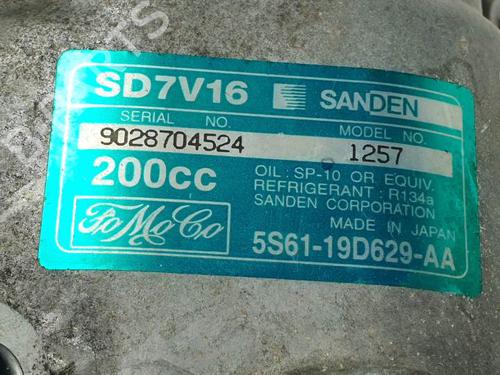 SD7V16 SANDEN
SERIAL NO. MODEL NO.
9028704524 1257
200cc
OIL : SP-10 OR EQUIV.
REFRIGERANT : R134a
SANDEN CORPORATION
MADE IN JAPAN
FoMoCo
5S61-19D629-AA